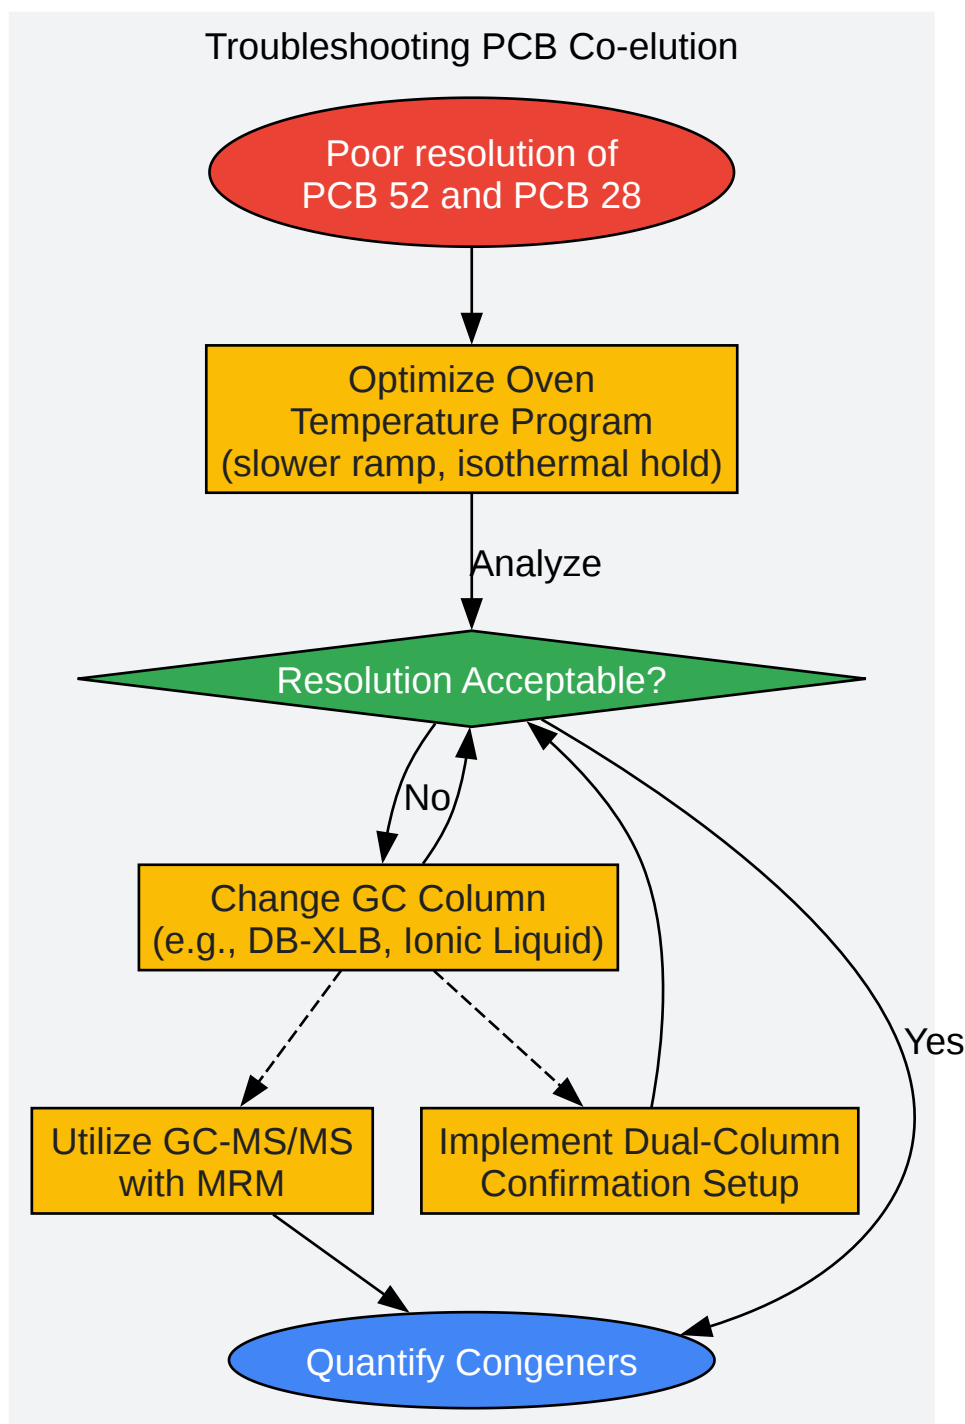 Troubleshooting PCB Co-elution
Poor resolution of
PCB 52 and PCB 28
Optimize Oven
Temperature Program
(slower ramp, isothermal hold)
Analyze
Resolution Acceptable?
No
Change GC Column
(e.g., DB-XLB, Ionic Liquid)
Yes
Utilize GC-MS/MS
with MRM
Implement Dual-Column
Confirmation Setup
Quantify Congeners